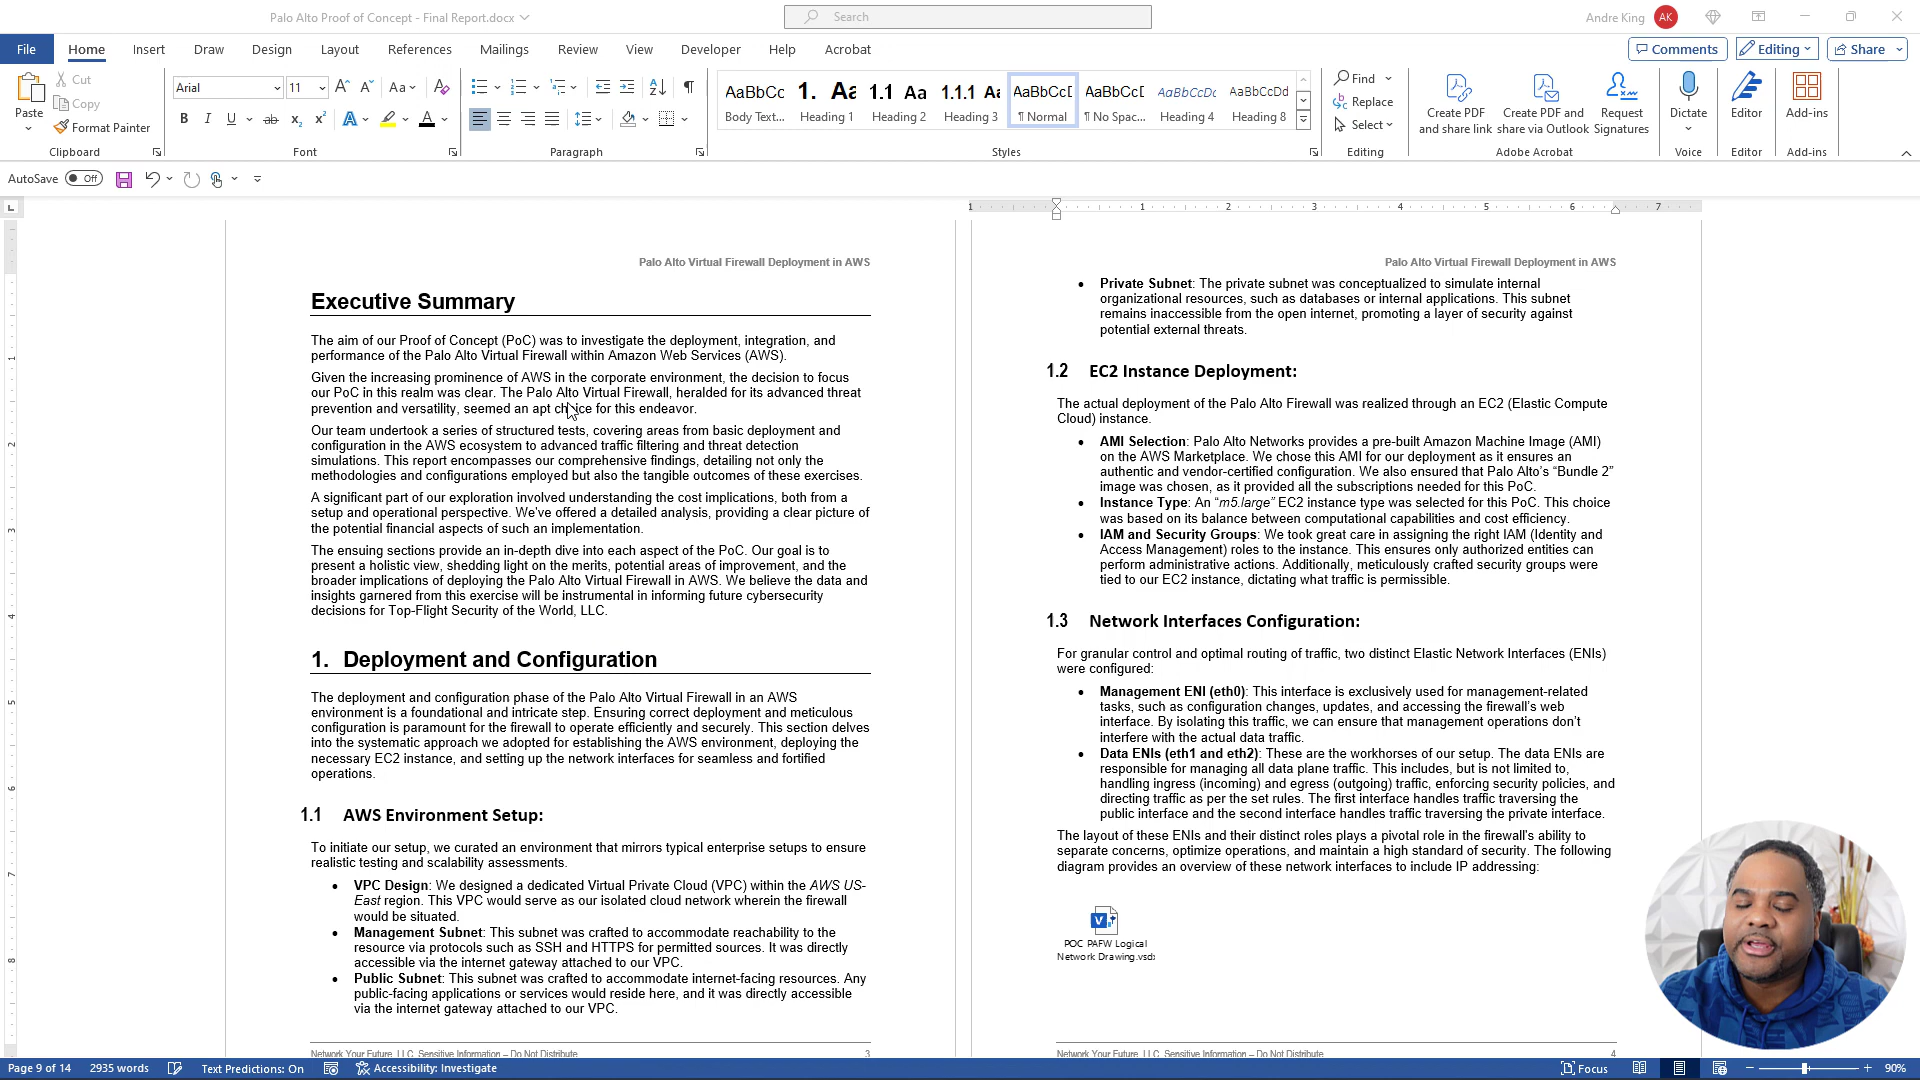 Palo Alto Proof of Concept - Final Report.docx
Search
Andre King
AK
File
Home
Insert
Draw
Design
Layout
References
Mailings
Review
View
Developer
Help
Acrobat
Comments
Editing
Share
Paste
Cut
Copy
Format Painter
Clipboard
Arial
11
Font
Paragraph
AaBbCc
Body Text...
1. Aa
Heading 1
1.1 Aa
Heading 2
1.1.1 Aa
Heading 3
AaBbCcD
¶ Normal
AaBbCcD
¶ No Spac...
AaBbCcDd
Heading 4
AaBbCcDd
Heading 8
Styles
Find
Replace
Select
Editing
Create PDF
and share link
Create PDF and
share via Outlook
Request
Signatures
Adobe Acrobat
Dictate
Voice
Editor
Editor
Add-ins
Add-ins
AutoSave Off
Palo Alto Virtual Firewall Deployment in AWS
Executive Summary
The aim of our Proof of Concept (PoC) was to investigate the deployment, integration, and
performance of the Palo Alto Virtual Firewall within Amazon Web Services (AWS).
Given the increasing prominence of AWS in the corporate environment, the decision to focus
our PoC in this realm was clear. The Palo Alto Virtual Firewall, heralded for its advanced threat
prevention and versatility, seemed an apt choice for this endeavor.
Our team undertook a series of structured tests, covering areas from basic deployment and
configuration in the AWS ecosystem to advanced traffic filtering and threat detection
simulations. This report encompasses our comprehensive findings, detailing not only the
methodologies and configurations employed but also the tangible outcomes of these exercises.
A significant part of our exploration involved understanding the cost implications, both from a
setup and operational perspective. We've offered a detailed analysis, providing a clear picture of
the potential financial aspects of such an implementation.
The ensuing sections provide an in-depth dive into each aspect of the PoC. Our goal is to
present a holistic view, shedding light on the merits, potential areas of improvement, and the
broader implications of deploying the Palo Alto Virtual Firewall in AWS. We believe the data and
insights garnered from this exercise will be instrumental in informing future cybersecurity
decisions for Top-Flight Security of the World, LLC.
1. Deployment and Configuration
The deployment and configuration phase of the Palo Alto Virtual Firewall in an AWS
environment is a foundational and intricate step. Ensuring correct deployment and meticulous
configuration is paramount for the firewall to operate efficiently and securely. This section delves
into the systematic approach we adopted for establishing the AWS environment, deploying the
necessary EC2 instance, and setting up the network interfaces for seamless and fortified
operations.
1.1 AWS Environment Setup:
To initiate our setup, we curated an environment that mirrors typical enterprise setups to ensure
realistic testing and scalability assessments.
• VPC Design: We designed a dedicated Virtual Private Cloud (VPC) within the AWS US-
East region. This VPC would serve as our isolated cloud network wherein the firewall
would be situated.
• Management Subnet: This subnet was crafted to accommodate reachability to the
resource via protocols such as SSH and HTTPS for permitted sources. It was directly
accessible via the internet gateway attached to our VPC.
• Public Subnet: This subnet was crafted to accommodate internet-facing resources. Any
public-facing applications or services would reside here, and it was directly accessible
via the internet gateway attached to our VPC.
Network Your Future, LLC. Sensitive Information – Do Not Distribute
3
Palo Alto Virtual Firewall Deployment in AWS
• Private Subnet: The private subnet was conceptualized to simulate internal
organizational resources, such as databases or internal applications. This subnet
remains inaccessible from the open internet, promoting a layer of security against
potential external threats.
1.2 EC2 Instance Deployment:
The actual deployment of the Palo Alto Firewall was realized through an EC2 (Elastic Compute
Cloud) instance.
• AMI Selection: Palo Alto Networks provides a pre-built Amazon Machine Image (AMI)
on the AWS Marketplace. We chose this AMI for our deployment as it ensures an
authentic and vendor-certified configuration. We also ensured that Palo Alto's “Bundle 2”
image was chosen, as it provided all the subscriptions needed for this PoC.
• Instance Type: An “m5.large” EC2 instance type was selected for this PoC. This choice
was based on its balance between computational capabilities and cost efficiency.
• IAM and Security Groups: We took great care in assigning the right IAM (Identity and
Access Management) roles to the instance. This ensures only authorized entities can
perform administrative actions. Additionally, meticulously crafted security groups were
tied to our EC2 instance, dictating what traffic is permissible.
1.3 Network Interfaces Configuration:
For granular control and optimal routing of traffic, two distinct Elastic Network Interfaces (ENIs)
were configured:
• Management ENI (eth0): This interface is exclusively used for management-related
tasks, such as configuration changes, updates, and accessing the firewall's web
interface. By isolating this traffic, we can ensure that management operations don't
interfere with the actual data traffic.
• Data ENIs (eth1 and eth2): These are the workhorses of our setup. The data ENIs are
responsible for managing all data plane traffic. This includes, but is not limited to,
handling ingress (incoming) and egress (outgoing) traffic, enforcing security policies, and
directing traffic as per the set rules. The first interface handles traffic traversing the
public interface and the second interface handles traffic traversing the private interface.
The layout of these ENIs and their distinct roles plays a pivotal role in the firewall's ability to
separate concerns, optimize operations, and maintain a high standard of security. The following
diagram provides an overview of these network interfaces to include IP addressing:
POC PAFW Logical
Network Drawing.vsdx
Network Your Future, LLC. Sensitive Information – Do Not Distribute
4
Page 9 of 14
2935 words
Text Predictions: On
Accessibility: Investigate
Focus
90%